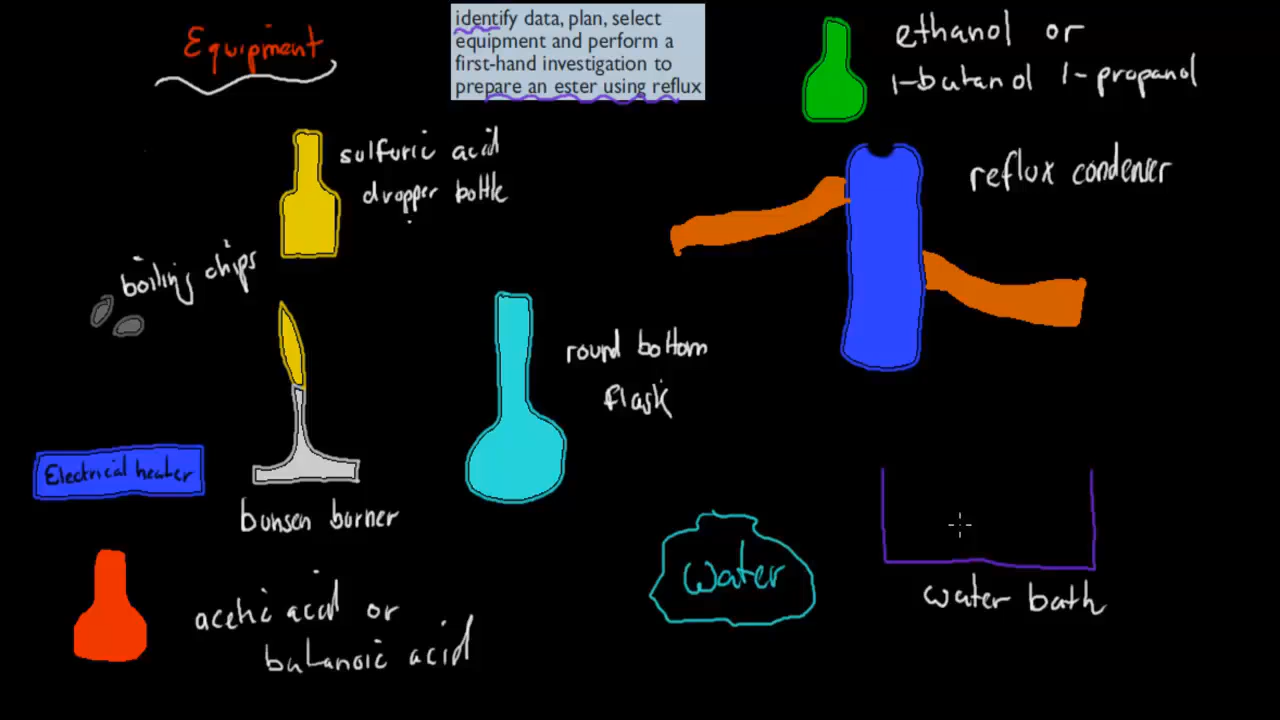 Equipment
identify data, plan, select
equipment and perform a
first-hand investigation to
prepare an ester using reflux
ethanol or
1-butanol 1-propanol
sulfuric acid
dropper bottle
reflux condenser
boiling chips
round bottom
flask
Electrical heater
bunsen burner
water
water bath
acetic acid or
butanoic acid